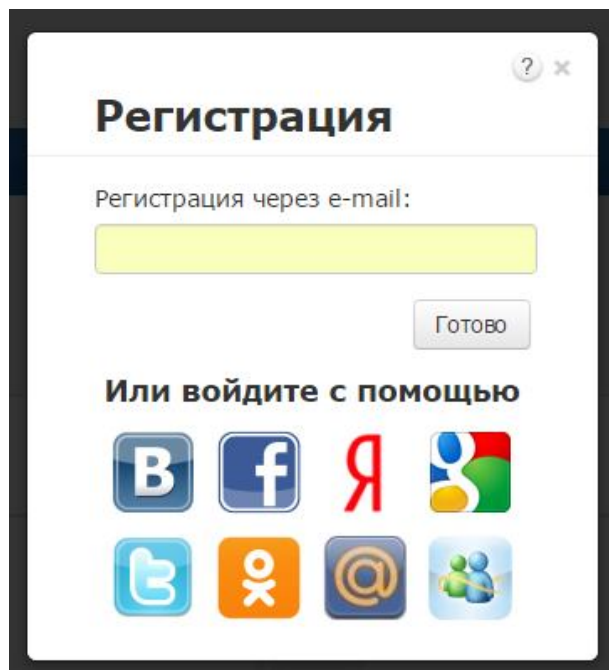 ?
Регистрация
Регистрация через e-mail:
Готово
Или войдите с помощью
В f Я g
t @